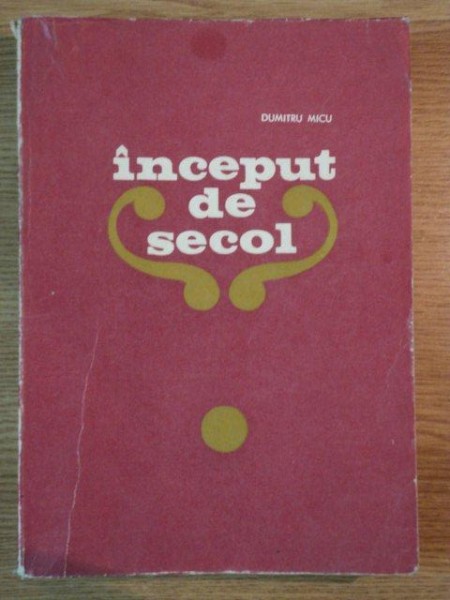 DUMITRU MICU
început
de
secol